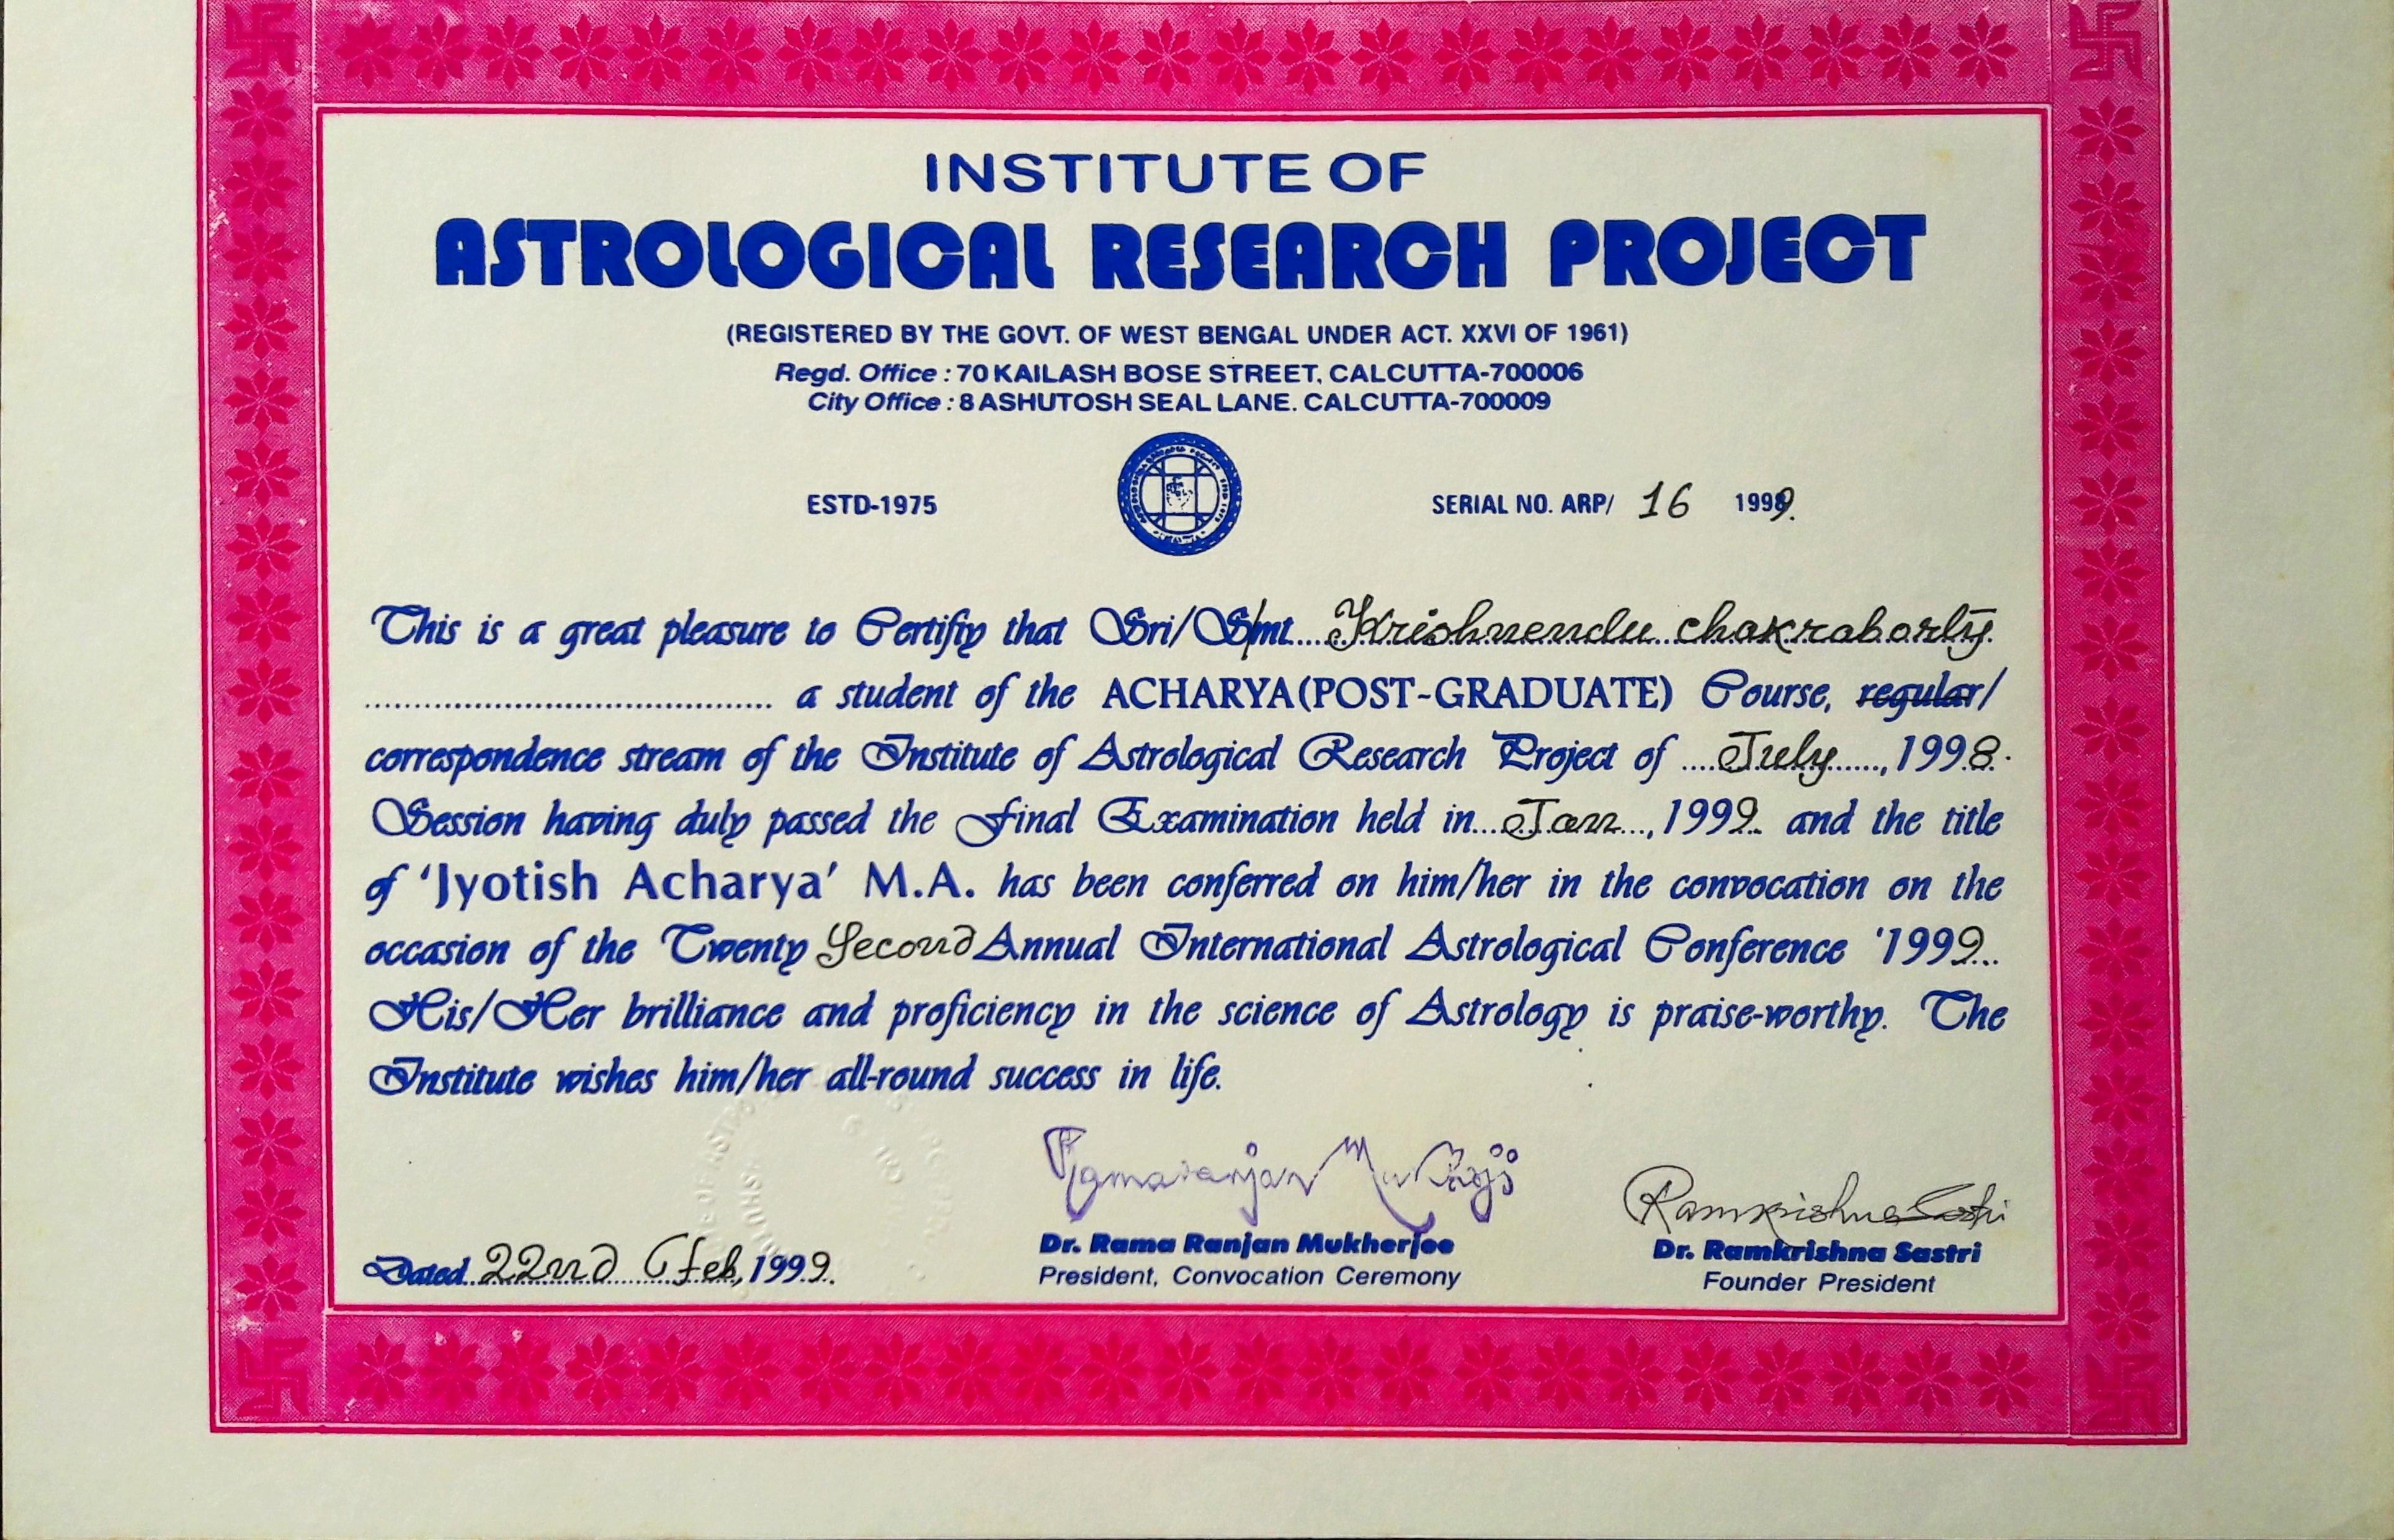 INSTITUTE OF
ASTROLOGICAL RESEARCH PROJECT
(REGISTERED BY THE GOVT. OF WEST BENGAL UNDER ACT. XXVI OF 1961)
Regd. Office : 70 KAILASH BOSE STREET, CALCUTTA-700006
City Office : 8 ASHUTOSH SEAL LANE. CALCUTTA-700009
ESTD-1975 SERIAL NO. ARP/ 16 1999.
This is a great pleasure to Certifiy that Sri/Smt.... Krishnendu chakraborty
.......................................... a student of the ACHARYA (POST-GRADUATE) Course, regular/
correspondence stream of the Institute of Astrological Research Project of ....July....., 1998.
Session having duly passed the Final Examination held in...Jan..., 1999. and the title
of 'Jyotish Acharya' M.A. has been conferred on him/her in the convocation on the
occasion of the Twenty Second Annual International Astrological Conference '1999..
His/Her brilliance and proficiency in the science of Astrology is praise-worthy. The
Institute wishes him/her all-round success in life.
Ramaranjan Mukherji
Ramkrishna Sastri
Dr. Rama Ranjan Mukherjee
Dr. Ramkrishna Sastri
Dated 22nd Feb, 1999.
President, Convocation Ceremony
Founder President